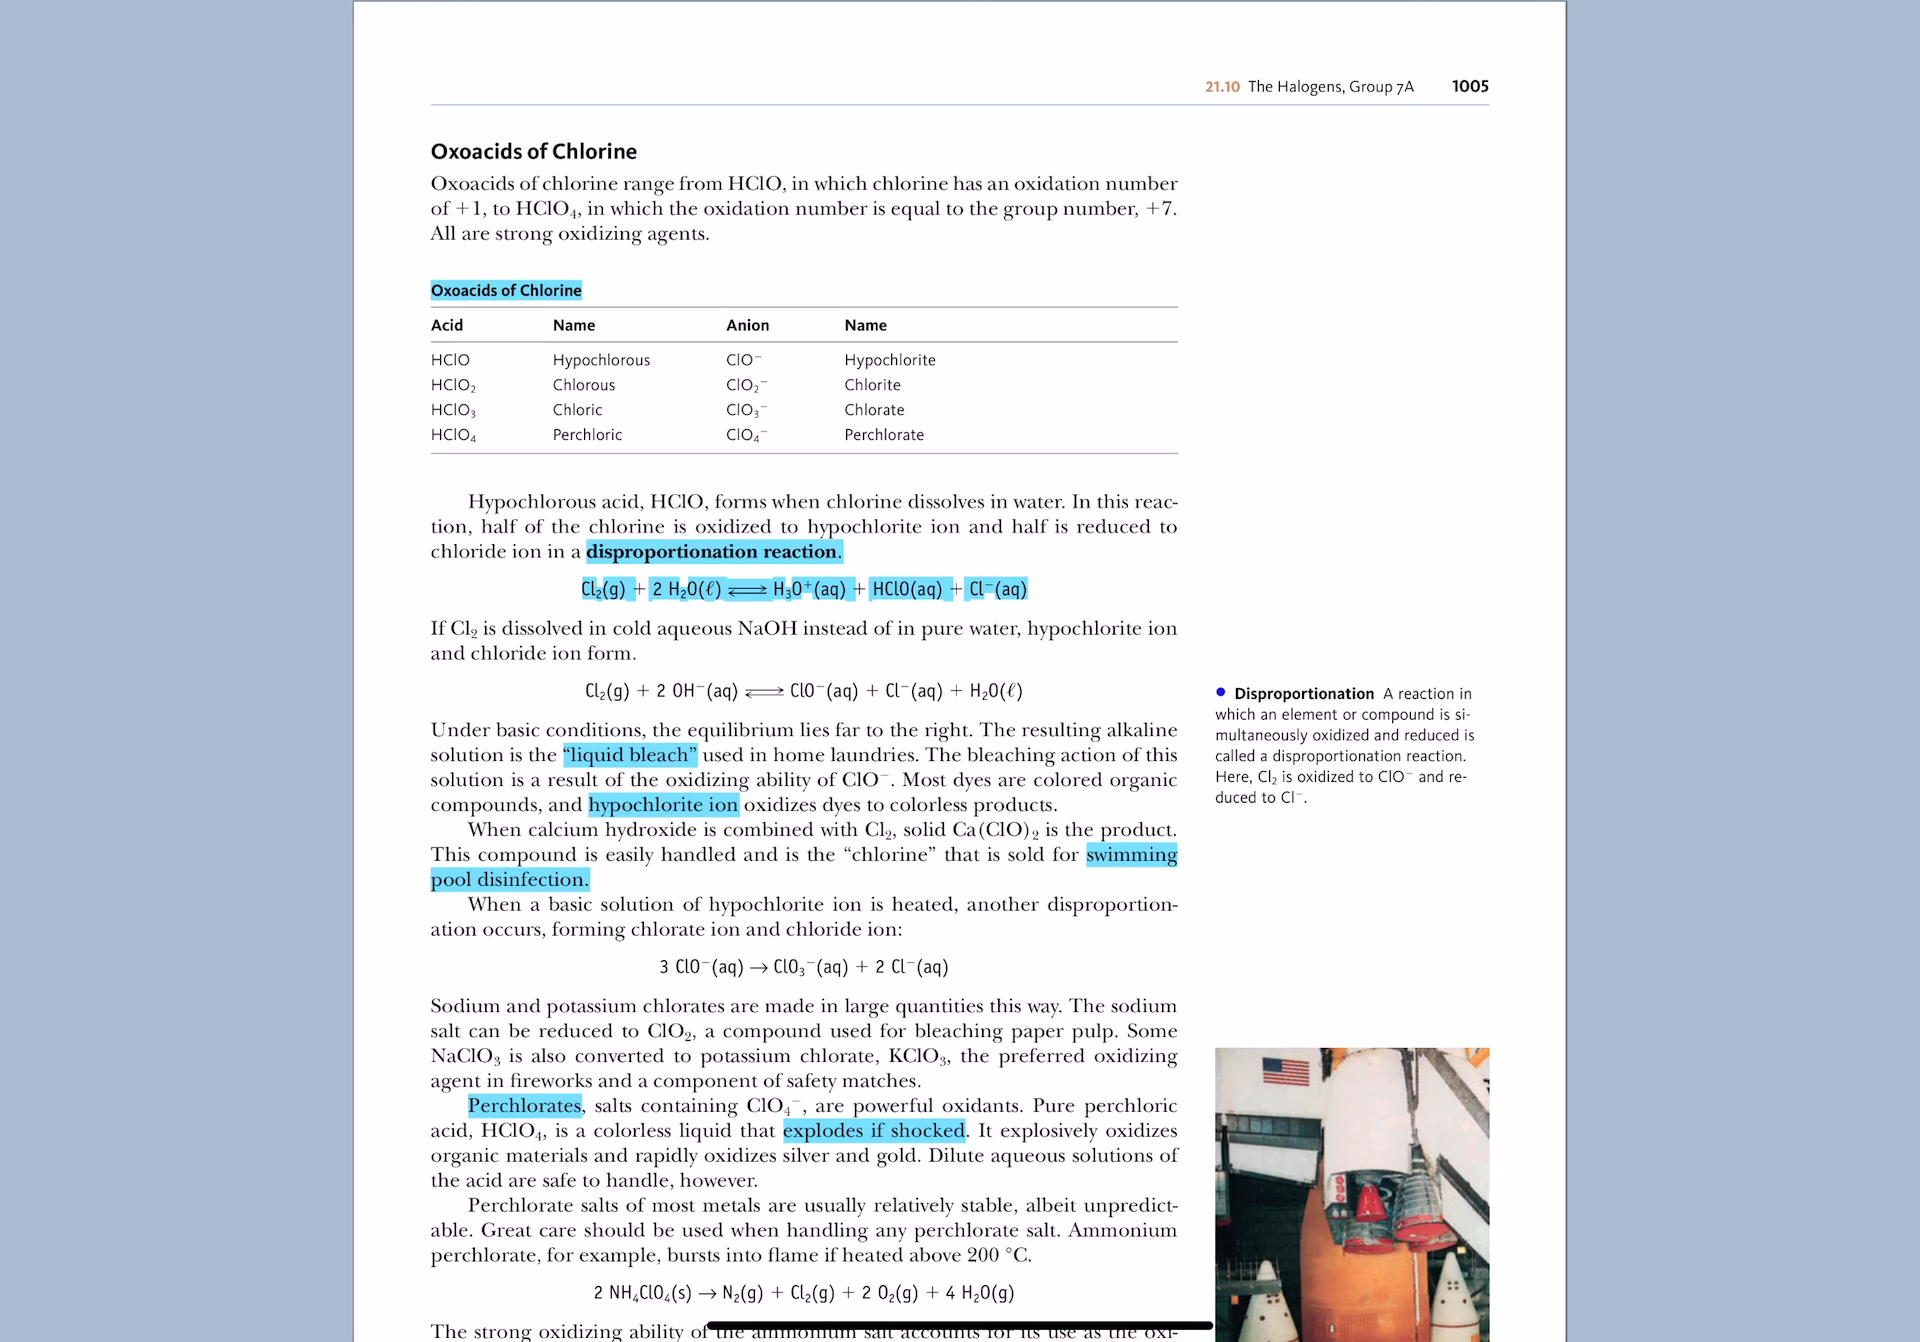 21.10 The Halogens, Group 7A 1005
Oxoacids of Chlorine
Oxoacids of chlorine range from HClO, in which chlorine has an oxidation number
of +1, to HClO₄, in which the oxidation number is equal to the group number, +7.
All are strong oxidizing agents.
Oxoacids of Chlorine
Acid Name Anion Name
HClO Hypochlorous ClO⁻ Hypochlorite
HClO₂ Chlorous ClO₂⁻ Chlorite
HClO₃ Chloric ClO₃⁻ Chlorate
HClO₄ Perchloric ClO₄⁻ Perchlorate
Hypochlorous acid, HClO, forms when chlorine dissolves in water. In this reac-
tion, half of the chlorine is oxidized to hypochlorite ion and half is reduced to
chloride ion in a disproportionation reaction.
Cl₂(g) + 2 H₂O(ℓ) ⇌ H₃O⁺(aq) + HClO(aq) + Cl⁻(aq)
If Cl₂ is dissolved in cold aqueous NaOH instead of in pure water, hypochlorite ion
and chloride ion form.
Cl₂(g) + 2 OH⁻(aq) ⇌ ClO⁻(aq) + Cl⁻(aq) + H₂O(ℓ)
Under basic conditions, the equilibrium lies far to the right. The resulting alkaline
solution is the “liquid bleach” used in home laundries. The bleaching action of this
solution is a result of the oxidizing ability of ClO⁻. Most dyes are colored organic
compounds, and hypochlorite ion oxidizes dyes to colorless products.
When calcium hydroxide is combined with Cl₂, solid Ca(ClO)₂ is the product.
This compound is easily handled and is the “chlorine” that is sold for swimming
pool disinfection.
When a basic solution of hypochlorite ion is heated, another disproportion-
ation occurs, forming chlorate ion and chloride ion:
3 ClO⁻(aq) → ClO₃⁻(aq) + 2 Cl⁻(aq)
Sodium and potassium chlorates are made in large quantities this way. The sodium
salt can be reduced to ClO₂, a compound used for bleaching paper pulp. Some
NaClO₃ is also converted to potassium chlorate, KClO₃, the preferred oxidizing
agent in fireworks and a component of safety matches.
Perchlorates, salts containing ClO₄⁻, are powerful oxidants. Pure perchloric
acid, HClO₄, is a colorless liquid that explodes if shocked. It explosively oxidizes
organic materials and rapidly oxidizes silver and gold. Dilute aqueous solutions of
the acid are safe to handle, however.
Perchlorate salts of most metals are usually relatively stable, albeit unpredict-
able. Great care should be used when handling any perchlorate salt. Ammonium
perchlorate, for example, bursts into flame if heated above 200 °C.
2 NH₄ClO₄(s) → N₂(g) + Cl₂(g) + 2 O₂(g) + 4 H₂O(g)
The strong oxidizing ability of the ammonium salt accounts for its use as the oxi-
• Disproportionation A reaction in
which an element or compound is si-
multaneously oxidized and reduced is
called a disproportionation reaction.
Here, Cl₂ is oxidized to ClO⁻ and re-
duced to Cl⁻.